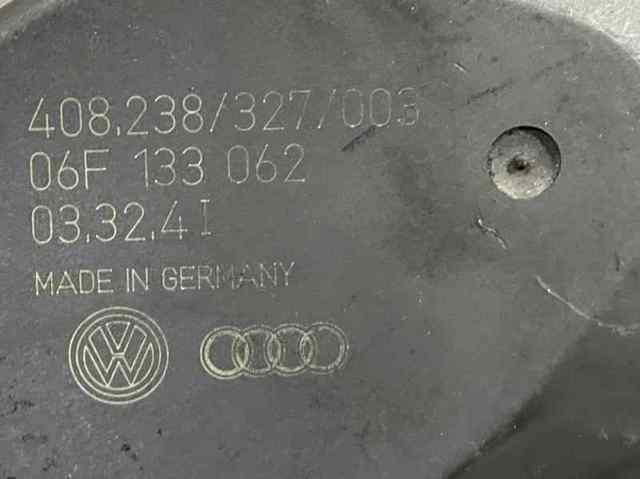 408.238/327/003
06F 133 062
03.32.4 I
MADE IN GERMANY